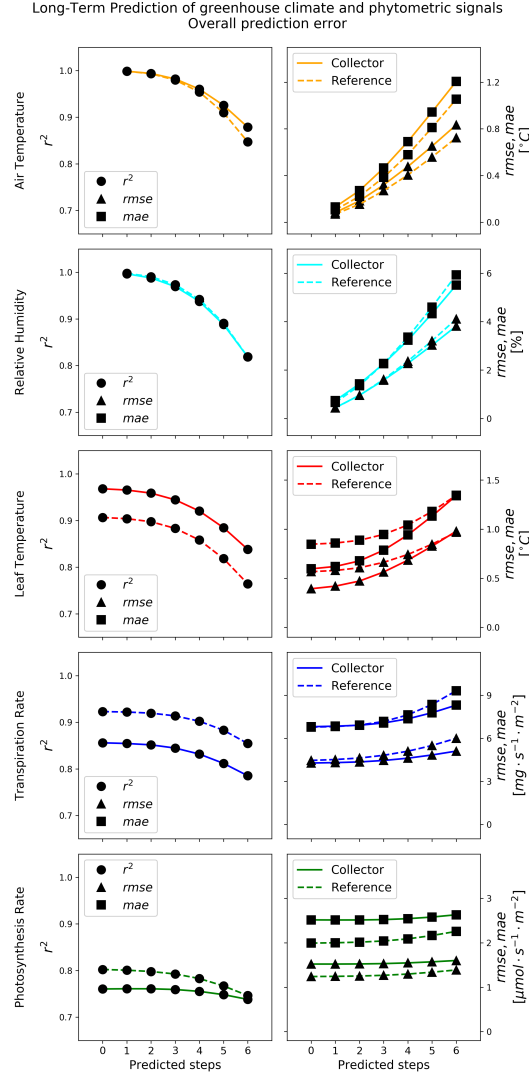 Long-Term Prediction of greenhouse climate and phytometric signals
Overall prediction error
Air Temperature
r²
1.0
0.9
0.8
0.7
r²
rmse
mae
Collector
Reference
1.2
0.8
0.4
0.0
rmse, mae
[°C]
Relative Humidity
r²
1.0
0.9
0.8
0.7
r²
rmse
mae
Collector
Reference
6
4
2
0
rmse, mae
[%]
Leaf Temperature
r²
1.0
0.9
0.8
0.7
r²
rmse
mae
Collector
Reference
1.5
1.0
0.5
0.0
rmse, mae
[°C]
Transpiration Rate
r²
1.0
0.9
0.8
0.7
r²
rmse
mae
Collector
Reference
9
6
3
0
rmse, mae
[mg · s⁻¹ · m⁻²]
Photosynthesis Rate
r²
1.0
0.9
0.8
0.7
r²
rmse
mae
Collector
Reference
3
2
1
0
rmse, mae
[μmol · s⁻¹ · m⁻²]
0 1 2 3 4 5 6
Predicted steps
0 1 2 3 4 5 6
Predicted steps